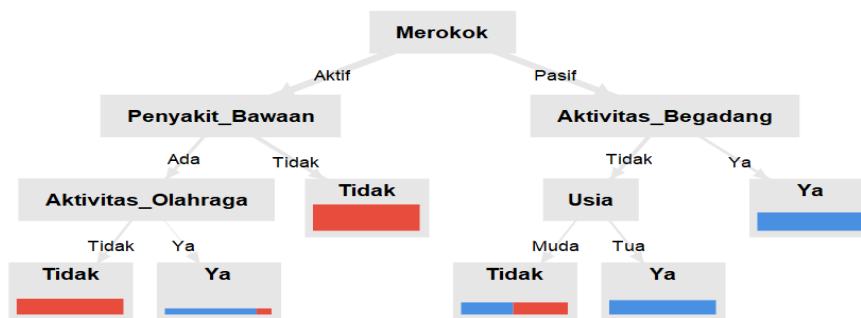 Merokok
Aktif
Pasif
Penyakit_Bawaan
Aktivitas_Begadang
Ada
Tidak
Tidak
Ya
Aktivitas_Olahraga
Tidak
Usia
Ya
Tidak
Ya
Muda
Tua
Tidak
Ya
Tidak
Ya